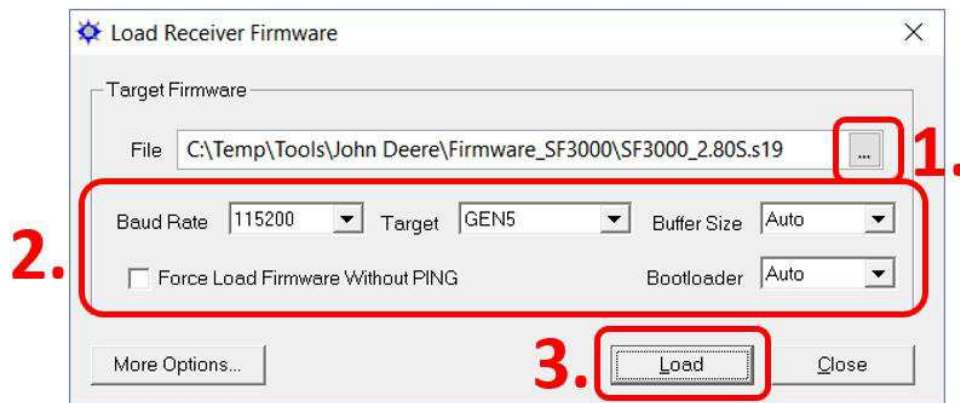 Load Receiver Firmware
Target Firmware
File C:\Temp\Tools\John Deere\Firmware_SF3000\SF3000_2.80S.s19 ... 1.
2. Baud Rate 115200 Target GEN5 Buffer Size Auto
Force Load Firmware Without PING Bootloader Auto
More Options... 3. Load Close